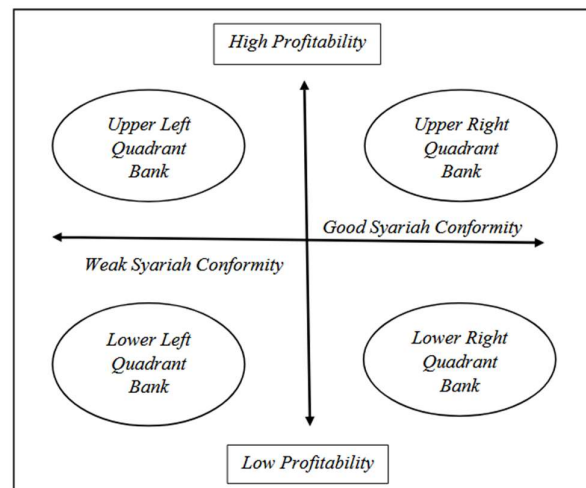 High Profitability
Upper Left
Quadrant
Bank
Upper Right
Quadrant
Bank
Good Syariah Conformity
Weak Syariah Conformity
Lower Left
Quadrant
Bank
Lower Right
Quadrant
Bank
Low Profitability